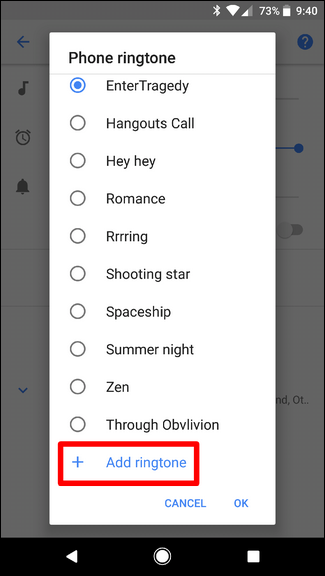 73% 9:40
Phone ringtone
EnterTragedy
Hangouts Call
Hey hey
Romance
Rrrring
Shooting star
Spaceship
Summer night
Zen
nd, Ot..
Through Obvlivion
+ Add ringtone
CANCEL OK